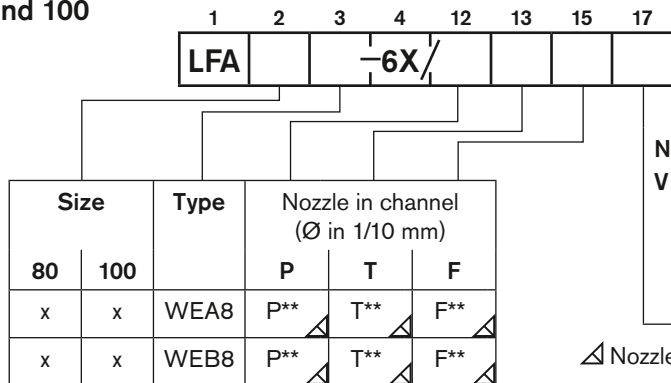 nd 100
1 2 3 4 12 13 15 17
LFA –6X/
N
V
Size Type Nozzle in channel
(Ø in 1/10 mm)
80 100 P T F
x x WEA8 P** T** F**
x x WEB8 P** T** F**
Nozzle